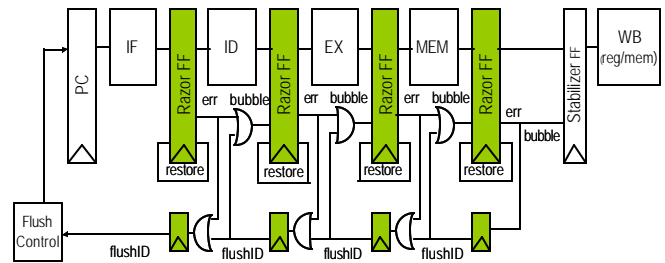 PC
IF
Razor FF
ID
Razor FF
EX
Razor FF
MEM
Razor FF
Stabilizer FF
WB
(reg/mem)
err bubble
err bubble
err bubble
err
bubble
restore
restore
restore
restore
Flush
Control
flushID
flushID
flushID
flushID